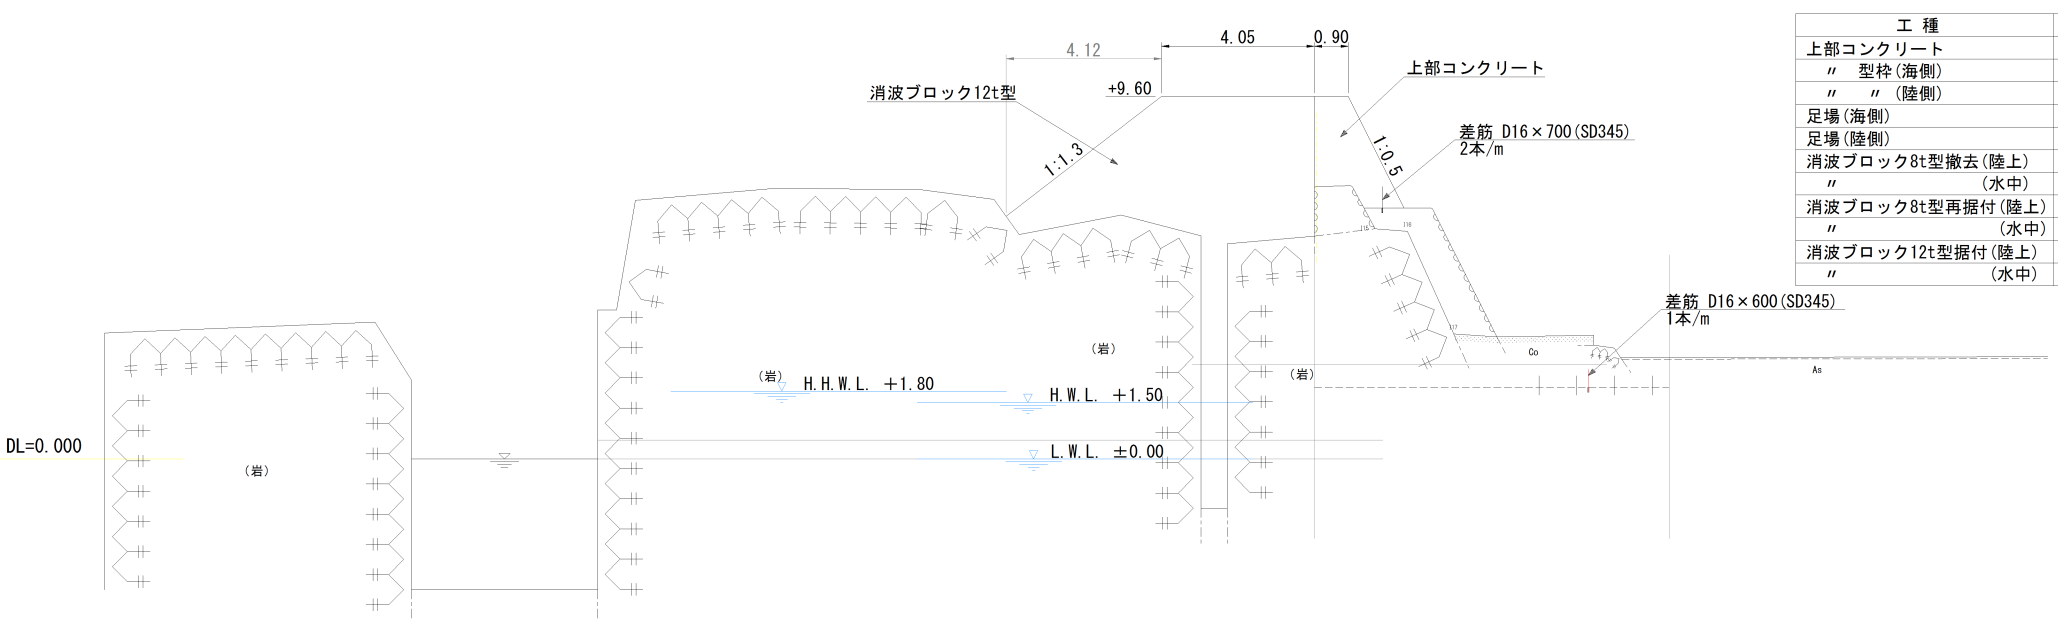 4.12
4.05
0.90
工 種
上部コンクリート
〃 型枠(海側)
〃 〃 (陸側)
足場(海側)
足場(陸側)
消波ブロック8t型撤去(陸上)
〃 (水中)
消波ブロック8t型再据付(陸上)
〃 (水中)
消波ブロック12t型据付(陸上)
〃 (水中)
上部コンクリート
消波ブロック12t型
+9.60
1:1.3
1:0.5
差筋 D16×700(SD345)
2本/m
差筋 D16×600(SD345)
1本/m
116
117
Co
As
(岩)
(岩)
(岩)
(岩)
H.H.W.L. +1.80
H.W.L. +1.50
L.W.L. ±0.00
DL=0.000